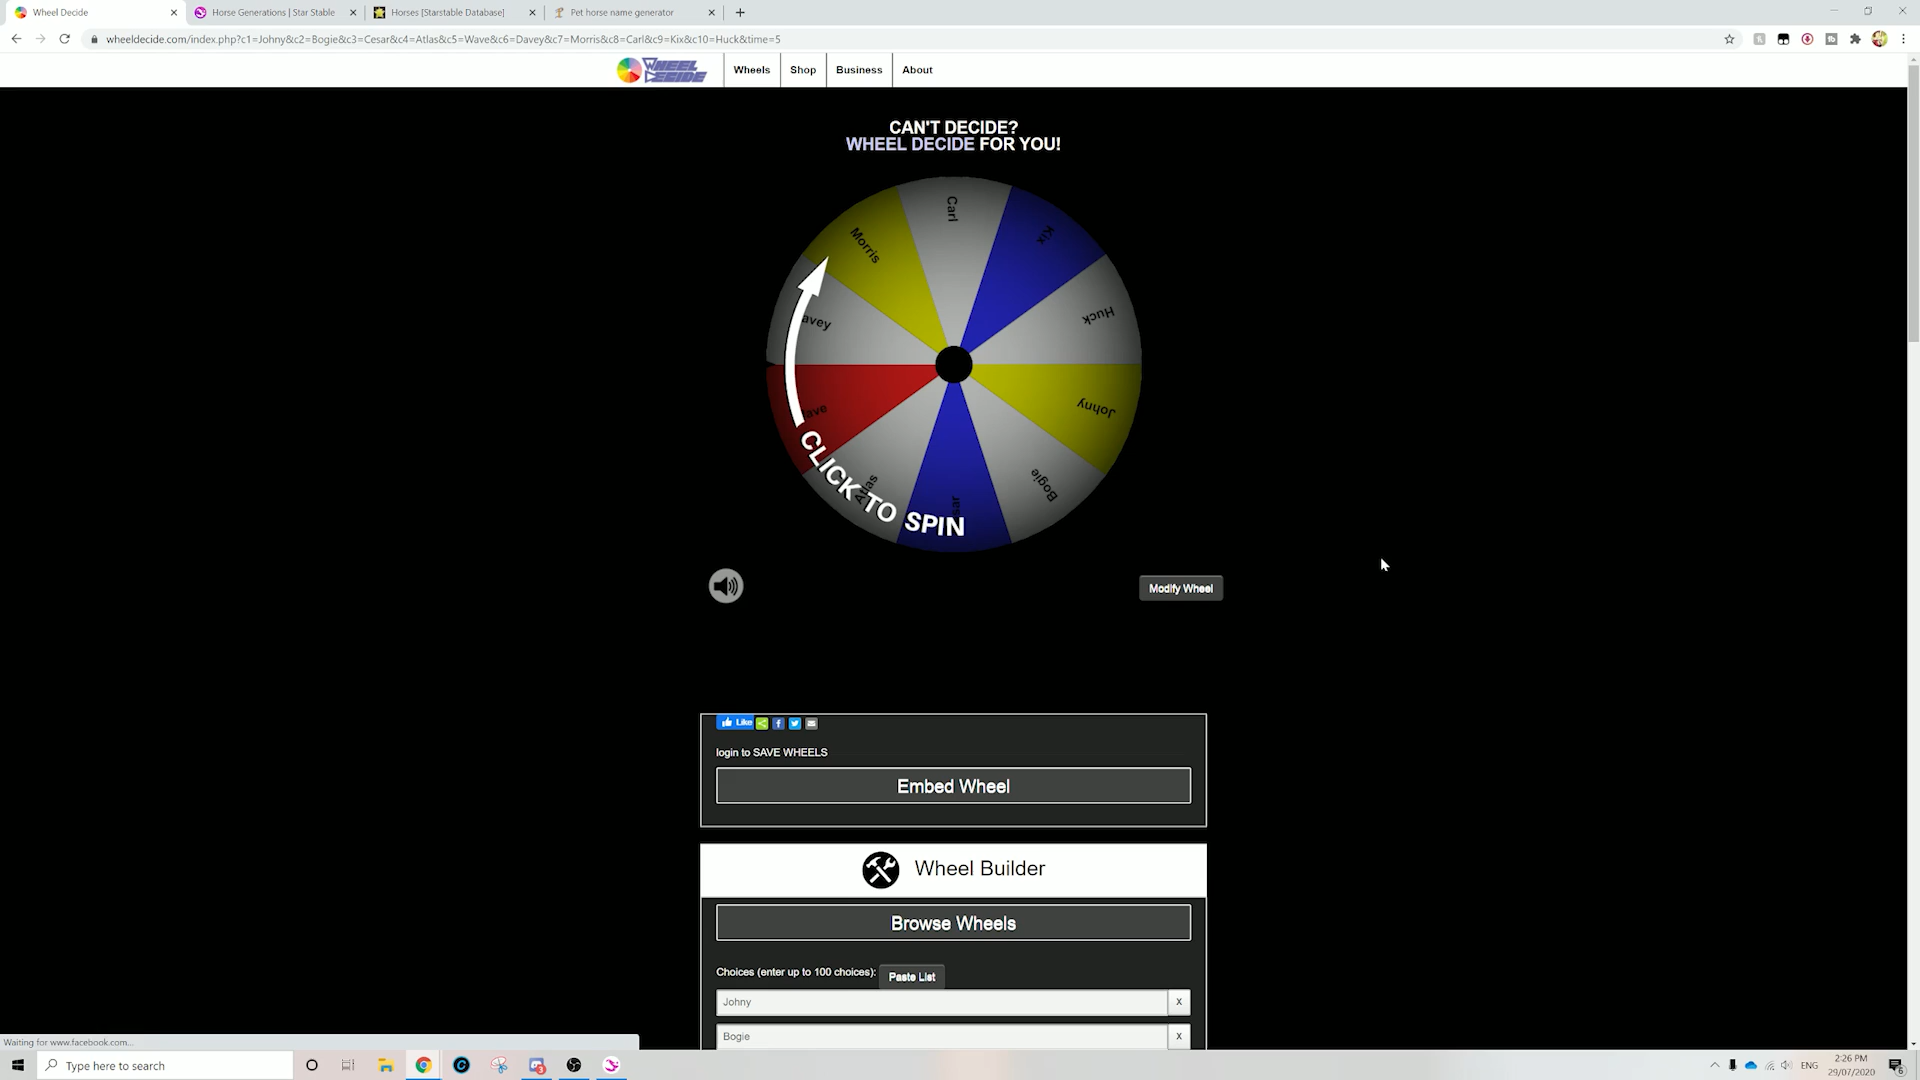 Wheel Decide
Horse Generations | Star Stable
Horses [Starstable Database]
Pet horse name generator
wheeldecide.com/index.php?c1=Johny&c2=Bogie&c3=Cesar&c4=Atlas&c5=Wave&c6=Davey&c7=Morris&c8=Carl&c9=Kix&c10=Huck&time=5
WHEEL DECIDE
Wheels
Shop
Business
About
CAN'T DECIDE?
WHEEL DECIDE FOR YOU!
Carl
Kix
Morris
Huck
avey
Johny
ave
Bogie
CLICK TO SPIN
Modify Wheel
Like
login to SAVE WHEELS
Embed Wheel
Wheel Builder
Browse Wheels
Choices (enter up to 100 choices):
Paste List
Johny
X
Bogie
X
Waiting for www.facebook.com...
Type here to search
ENG
2:26 PM
29/07/2020